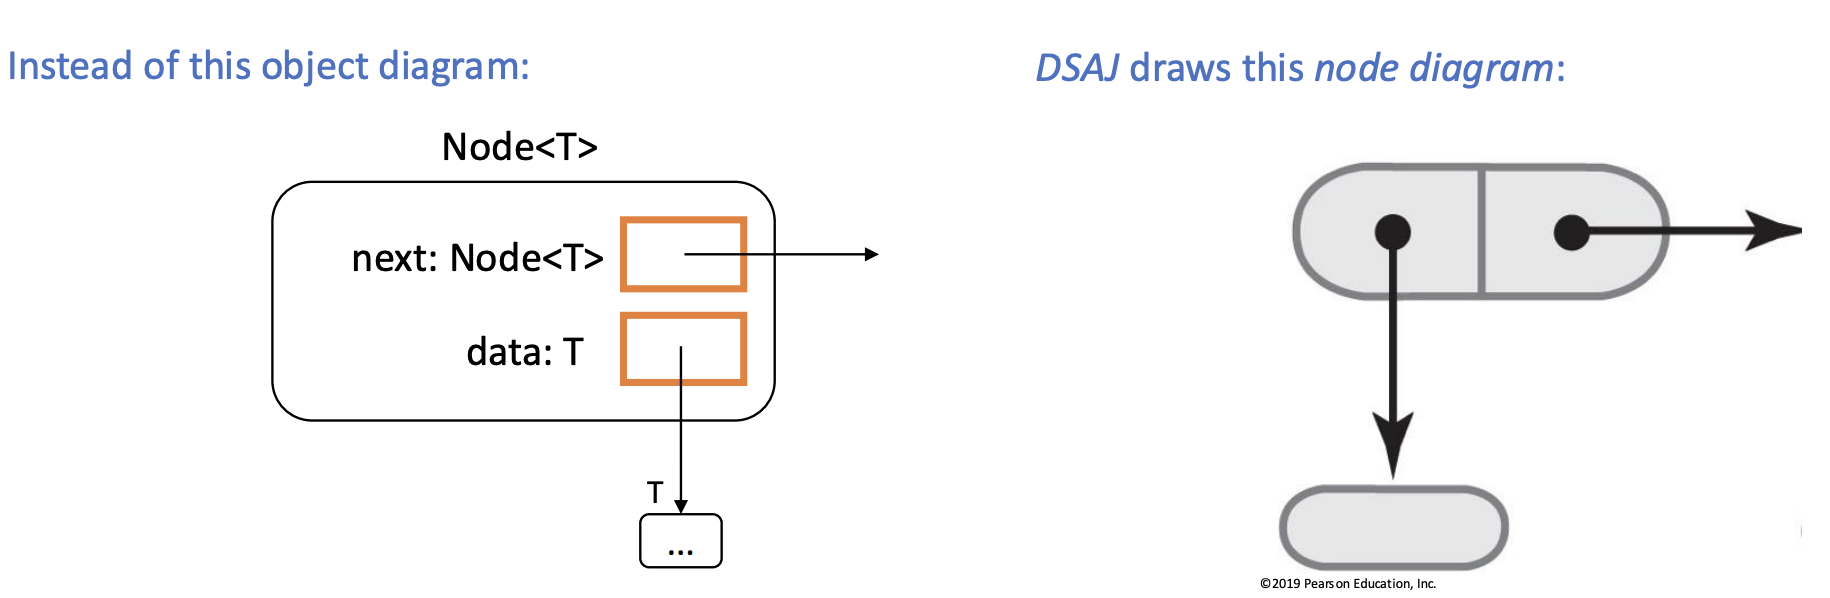 Instead of this object diagram:
DSAJ draws this node diagram:
Node<T>
next: Node<T>
data: T
T
...
©2019 Pearson Education, Inc.